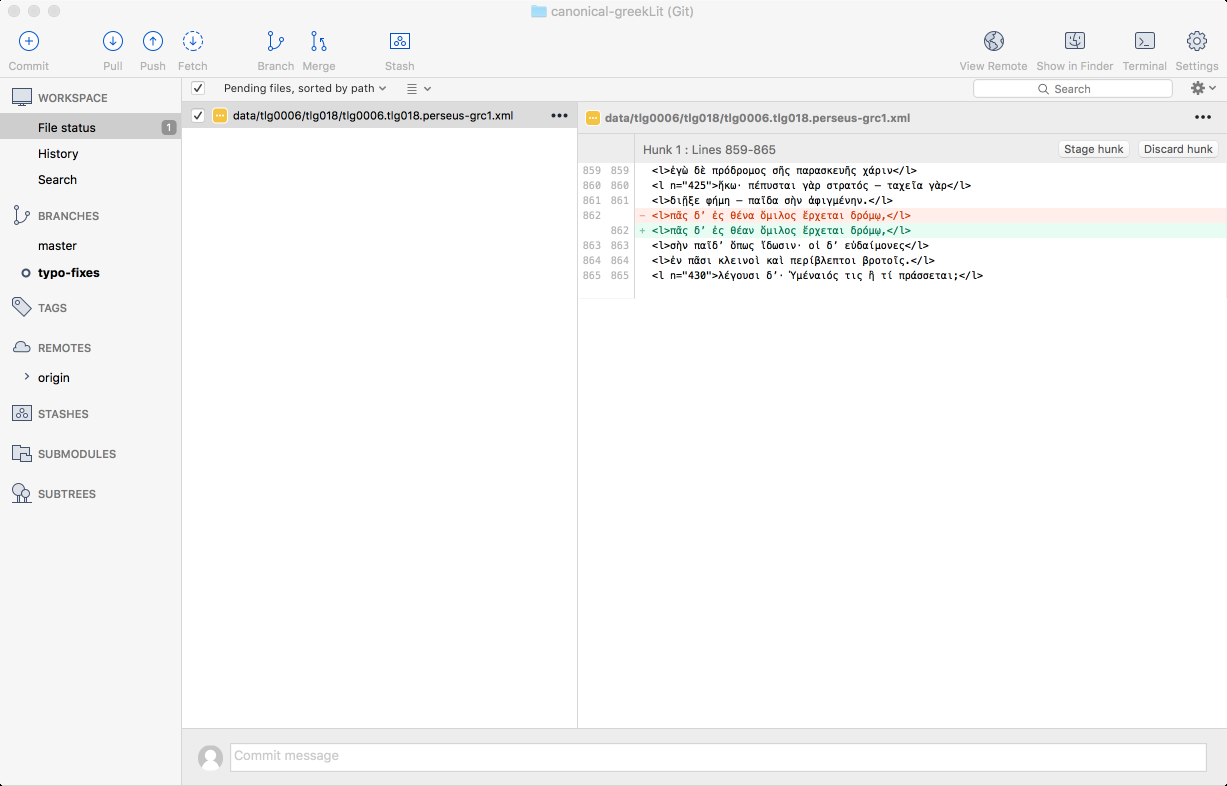 canonical-greekLit (Git)
Commit Pull Push Fetch Branch Merge Stash View Remote Show in Finder Terminal Settings
WORKSPACE
File status 1
History
Search
BRANCHES
master
typo-fixes
TAGS
REMOTES
origin
STASHES
SUBMODULES
SUBTREES
Pending files, sorted by path
Search
data/tlg0006/tlg018/tlg0006.tlg018.perseus-grc1.xml
data/tlg0006/tlg018/tlg0006.tlg018.perseus-grc1.xml
Hunk 1 : Lines 859-865 Stage hunk Discard hunk
859 859 <l>ἐγὼ δὲ πρόδρομος σῆς παρασκευῆς χάριν</l>
860 860 <l n="425">ἥκω· πέπυσται γὰρ στρατός — ταχεῖα γὰρ</l>
861 861 <l>διῇξε φήμη — παῖδα σὴν ἀφιγμένην.</l>
862 - <l>πᾶς δ’ ἐς θένα ὅμιλος ἔρχεται δρόμῳ,</l>
862 + <l>πᾶς δ’ ἐς θέαν ὅμιλος ἔρχεται δρόμῳ,</l>
863 863 <l>σὴν παῖδ’ ὅπως ἴδωσιν· οἱ δ’ εὐδαίμονες</l>
864 864 <l>ἐν πᾶσι κλεινοὶ καὶ περίβλεπτοι βροτοῖς.</l>
865 865 <l n="430">λέγουσι δ’· Ὑμέναιός τις ἢ τί πράσσεται;</l>
Commit message